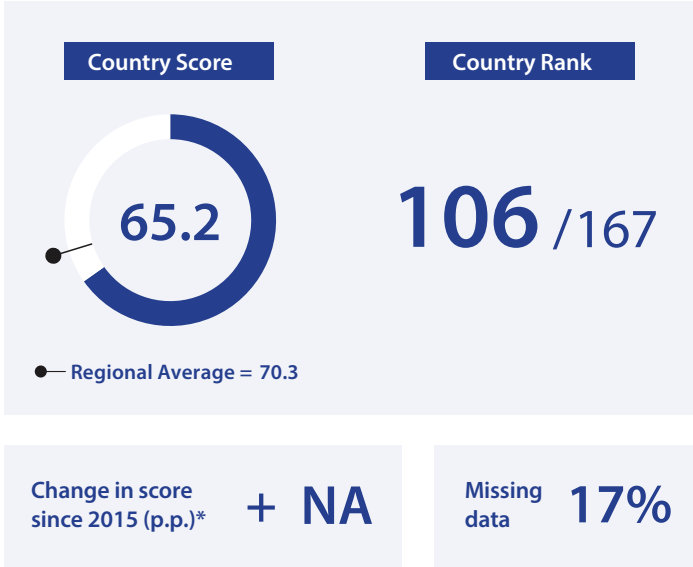 Country Score
Country Rank
65.2
106 /167
Regional Average = 70.3
Change in score
since 2015 (p.p.)*
+ NA
Missing
data
17%